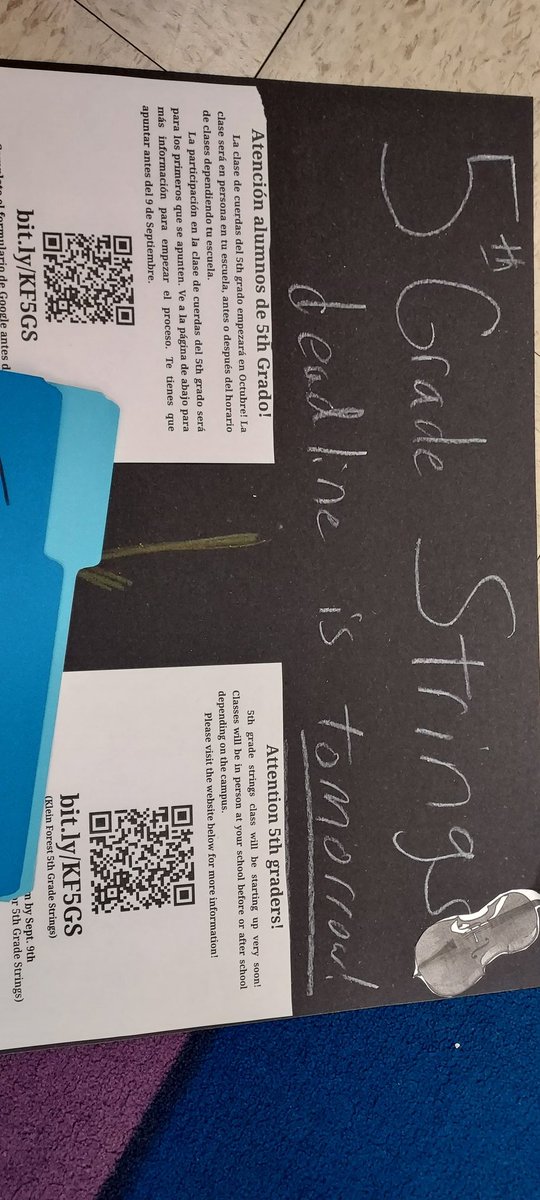 5th Grade Strings
deadline is tomorrow!
Atención alumnos de 5th Grado!
La clase de cuerdas del 5th grado empezará en Octubre! La
clase será en persona en tu escuela, antes o después del horario
de clases dependiendo tu escuela.
La participación en la clase de cuerdas del 5th grado será
para los primeros que se apunten. Ve a la página de abajo para
más información para empezar el proceso. Te tienes que
apuntar antes del 9 de Septiembre.
bit.ly/KF5GS
el formulario de Google antes d
Attention 5th graders!
5th grade strings class will be starting up very soon!
Classes will be in person at your school before or after school
depending on the campus.
Please visit the website below for more information!
bit.ly/KF5GS
(Klein Forest 5th Grade Strings)
m by Sept. 9th
r 5th Grade Strings)